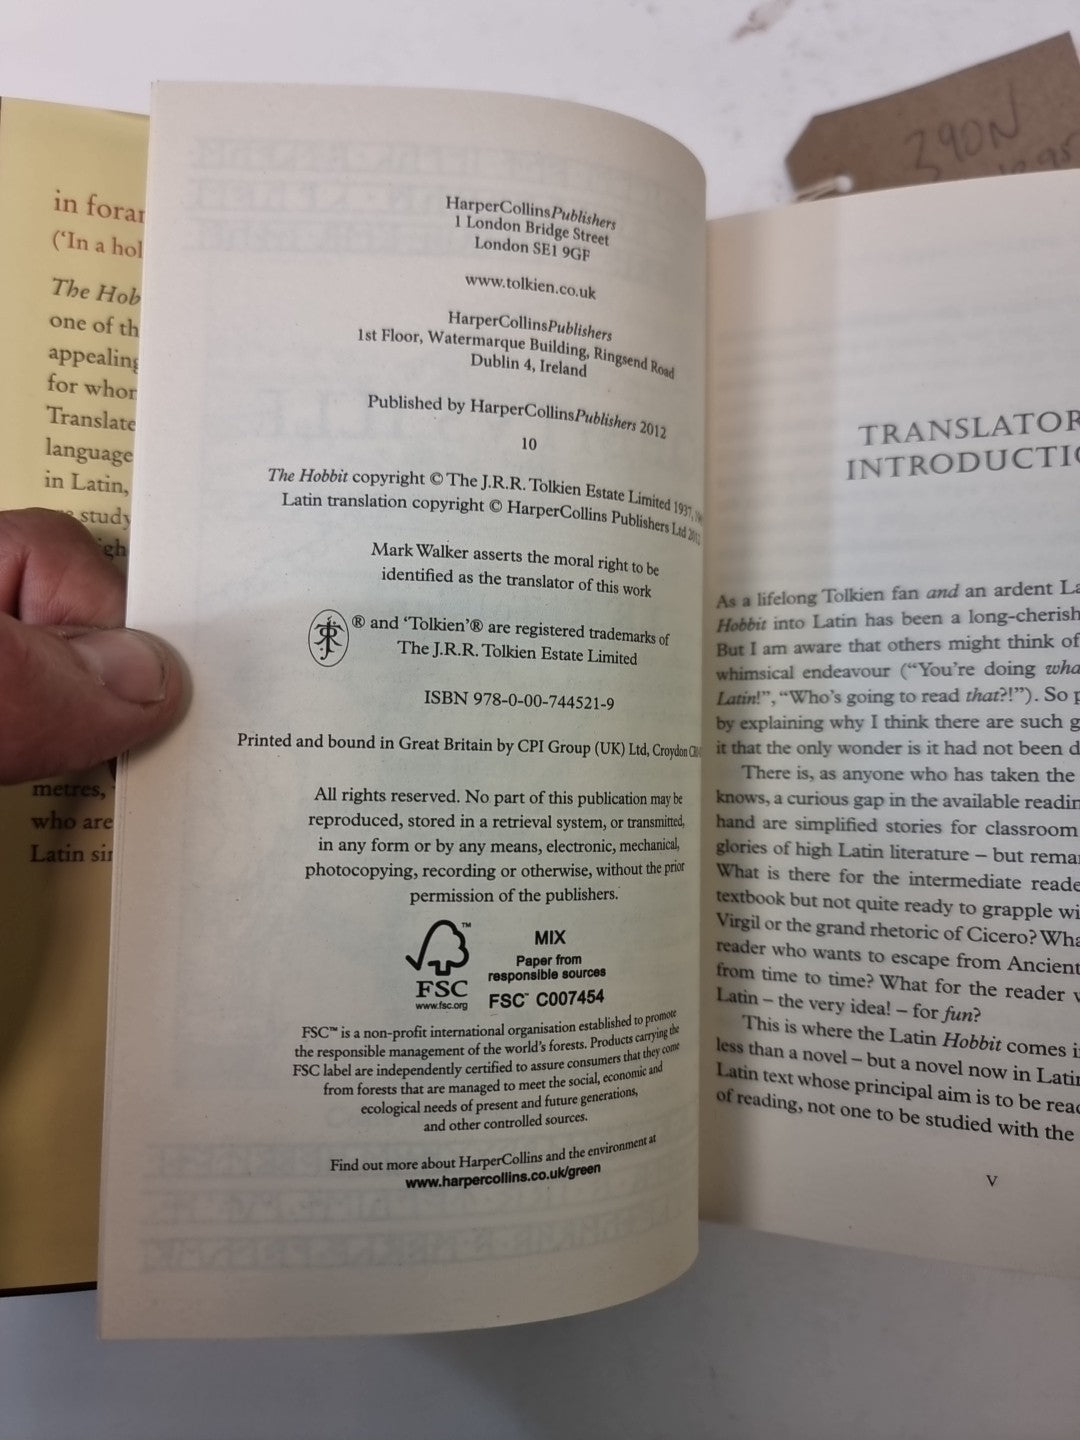 in foran
('In a hol
The Hob
one of th
appealing
for whom
Translate
language
in Latin,
study
igh
metres,
who are
Latin sin
HarperCollinsPublishers
1 London Bridge Street
London SE1 9GF
www.tolkien.co.uk
HarperCollinsPublishers
1st Floor, Watermarque Building, Ringsend Road
Dublin 4, Ireland
Published by HarperCollinsPublishers 2012
10
The Hobbit copyright © The J.R.R. Tolkien Estate Limited 1937,
Latin translation copyright © HarperCollins Publishers Ltd 2012
Mark Walker asserts the moral right to be
identified as the translator of this work
® and 'Tolkien'® are registered trademarks of
The J.R.R. Tolkien Estate Limited
ISBN 978-0-00-744521-9
Printed and bound in Great Britain by CPI Group (UK) Ltd, Croydon
All rights reserved. No part of this publication may be
reproduced, stored in a retrieval system, or transmitted,
in any form or by any means, electronic, mechanical,
photocopying, recording or otherwise, without the prior
permission of the publishers.
FSC
www.fsc.org
MIX
Paper from
responsible sources
FSC™ C007454
FSC™ is a non-profit international organisation established to promote
the responsible management of the world's forests. Products carrying the
FSC label are independently certified to assure consumers that they come
from forests that are managed to meet the social, economic and
ecological needs of present and future generations,
and other controlled sources.
Find out more about HarperCollins and the environment at
www.harpercollins.co.uk/green
390N
TRANSLATOR
INTRODUCTIO
As a lifelong Tolkien fan and an ardent La
Hobbit into Latin has been a long-cherish
But I am aware that others might think of
whimsical endeavour ("You're doing wha
Latin!", "Who's going to read that?!"). So p
by explaining why I think there are such g
it that the only wonder is it had not been d
There is, as anyone who has taken the
knows, a curious gap in the available readin
hand are simplified stories for classroom
glories of high Latin literature – but rema
What is there for the intermediate reade
textbook but not quite ready to grapple wi
Virgil or the grand rhetoric of Cicero? Wha
reader who wants to escape from Ancient
from time to time? What for the reader w
Latin – the very idea! – for fun?
This is where the Latin Hobbit comes i
less than a novel – but a novel now in Latin
Latin text whose principal aim is to be read
of reading, not one to be studied with the
V